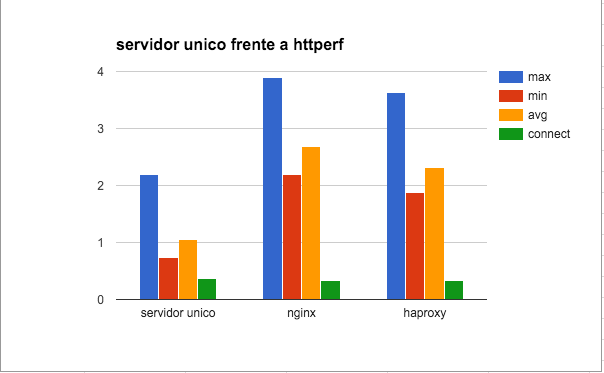 servidor unico frente a httperf
4
3
2
1
0
servidor unico
nginx
haproxy
max
min
avg
connect